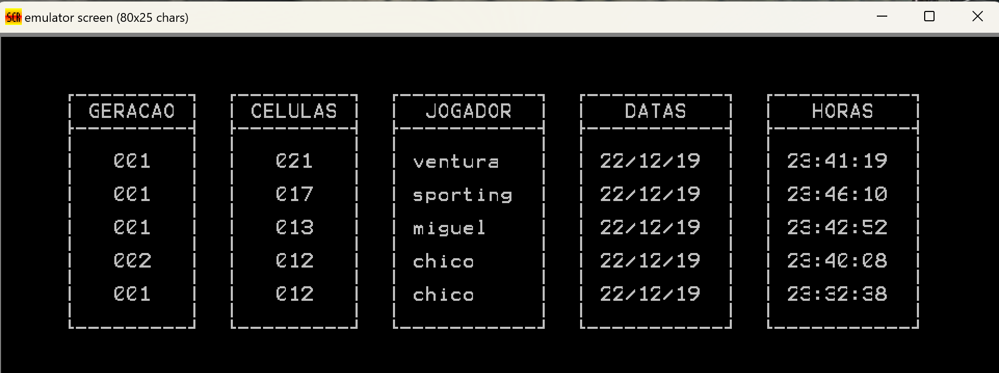 SCR emulator screen (80x25 chars)
GERACAO CELULAS JOGADOR DATAS HORAS
001 021 ventura 22/12/19 23:41:19
001 017 sporting 22/12/19 23:46:10
001 013 miguel 22/12/19 23:42:52
002 012 chico 22/12/19 23:40:08
001 012 chico 22/12/19 23:32:38